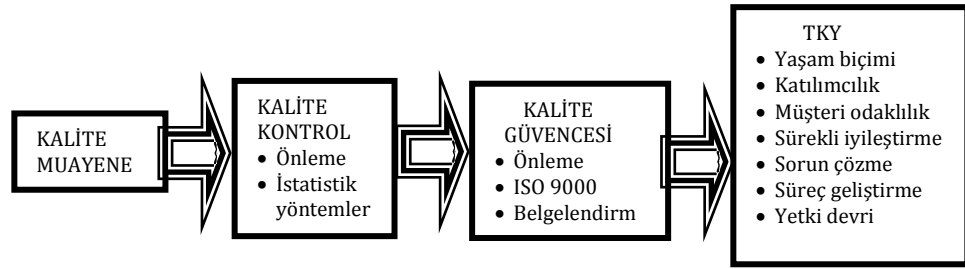 KALİTE
MUAYENE
KALİTE
KONTROL
• Önleme
• İstatistik
yöntemler
KALİTE
GÜVENCESİ
• Önleme
• ISO 9000
• Belgelendirm
TKY
• Yaşam biçimi
• Katılımcılık
• Müşteri odaklılık
• Sürekli iyileştirme
• Sorun çözme
• Süreç geliştirme
• Yetki devri